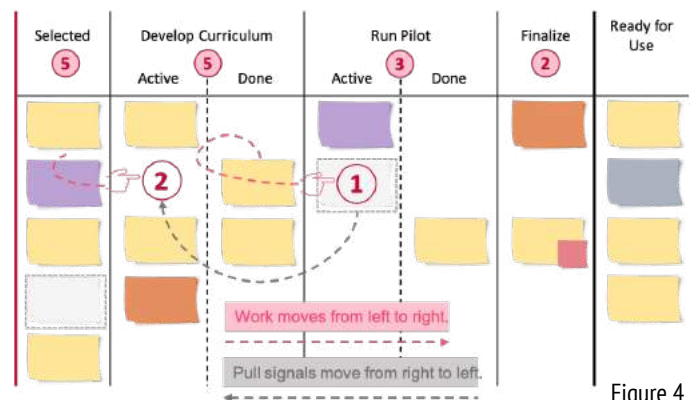 Selected
5
Develop Curriculum
5
Active
Done
Run Pilot
3
Active
Done
Finalize
2
Ready for
Use
2
1
Work moves from left to right.
Pull signals move from right to left.
Figure 4